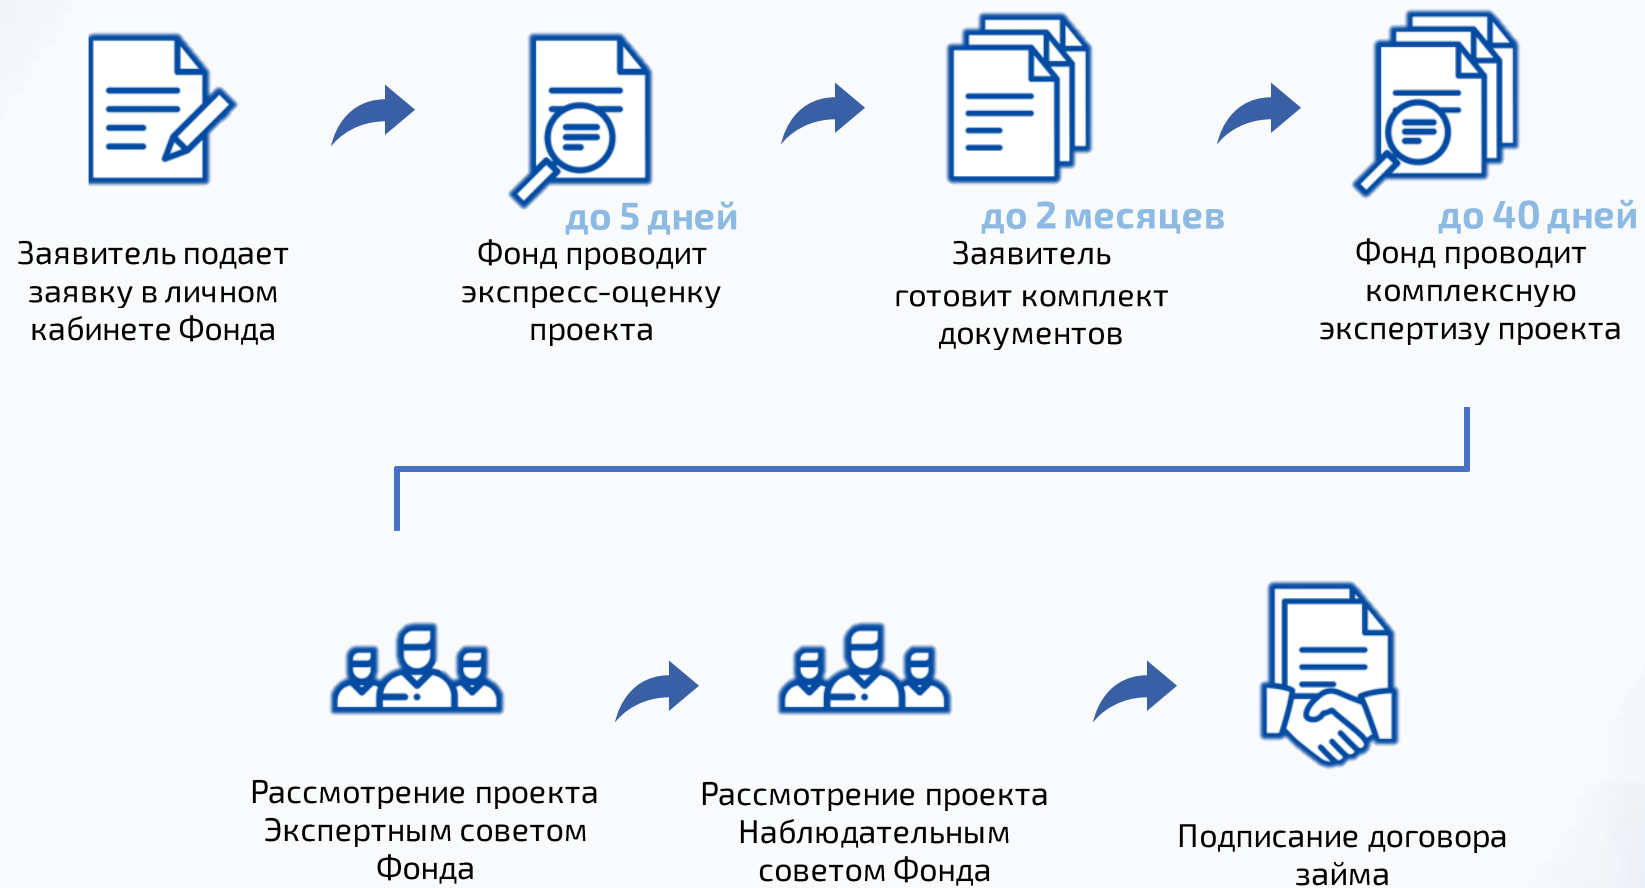 до 5 дней
до 2 месяцев
до 40 дней
Заявитель подает
заявку в личном
кабинете Фонда
Фонд проводит
экспресс-оценку
проекта
Заявитель
готовит комплект
документов
Фонд проводит
комплексную
экспертизу проекта
Рассмотрение проекта
Экспертным советом
Фонда
Рассмотрение проекта
Наблюдательным
советом Фонда
Подписание договора
займа